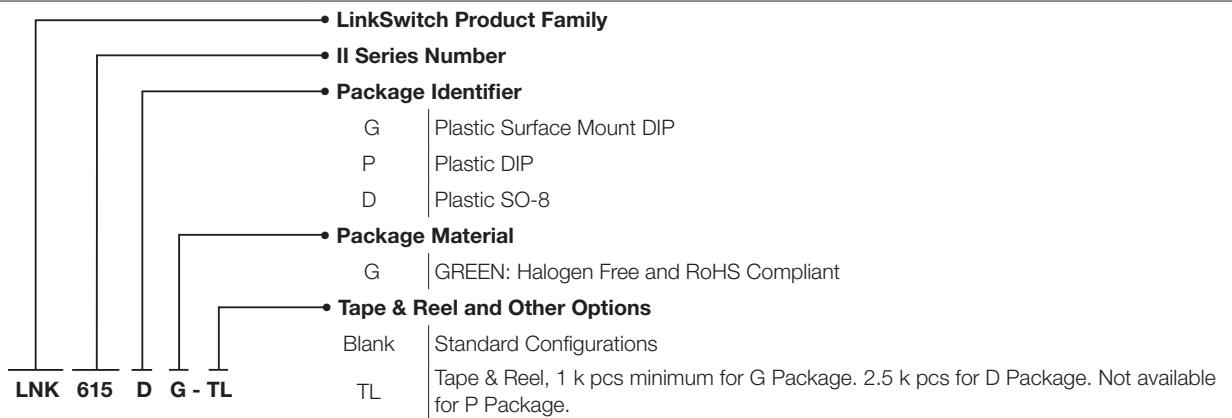 LinkSwitch Product Family
II Series Number
Package Identifier
G Plastic Surface Mount DIP
P Plastic DIP
D Plastic SO-8
Package Material
G GREEN: Halogen Free and RoHS Compliant
Tape & Reel and Other Options
Blank Standard Configurations
TL Tape & Reel, 1 k pcs minimum for G Package. 2.5 k pcs for D Package. Not available
for P Package.
LNK 615 D G - TL